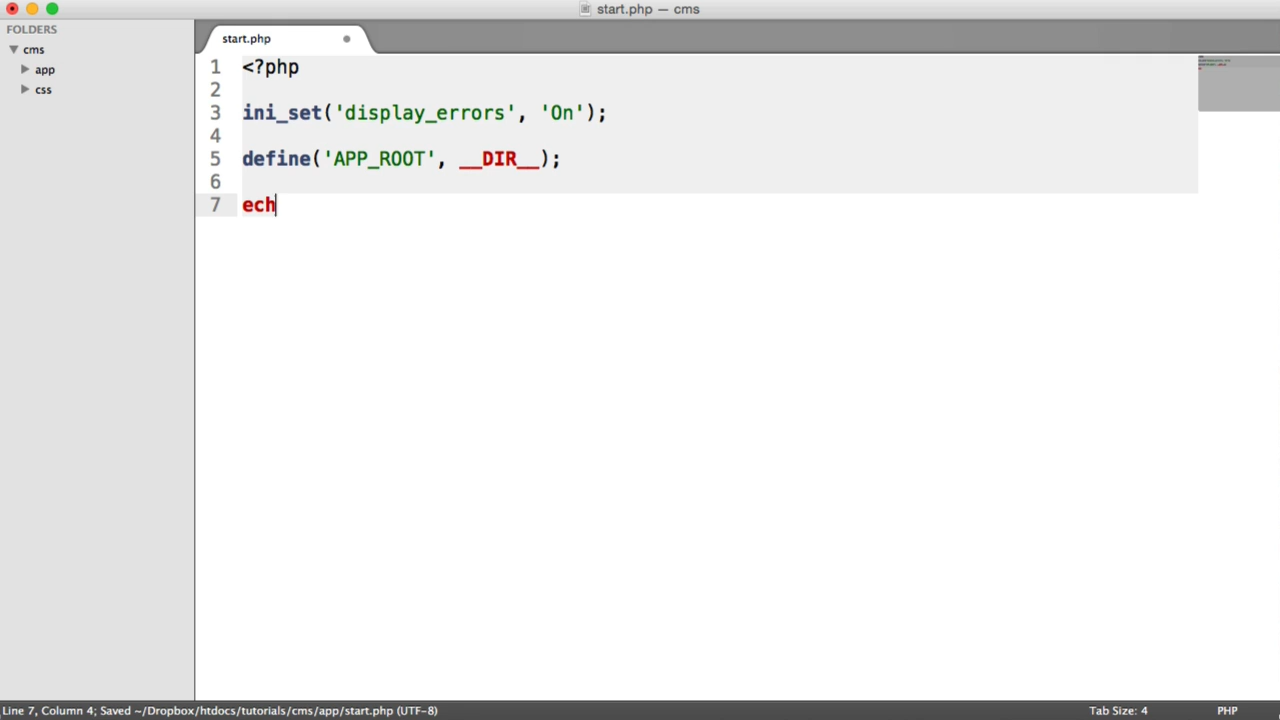 start.php — cms
FOLDERS
cms
app
css
start.php
1 <?php
2
3 ini_set('display_errors', 'On');
4
5 define('APP_ROOT', __DIR__);
6
7 ech
Line 7, Column 4; Saved ~/Dropbox/htdocs/tutorials/cms/app/start.php (UTF-8)
Tab Size: 4
PHP